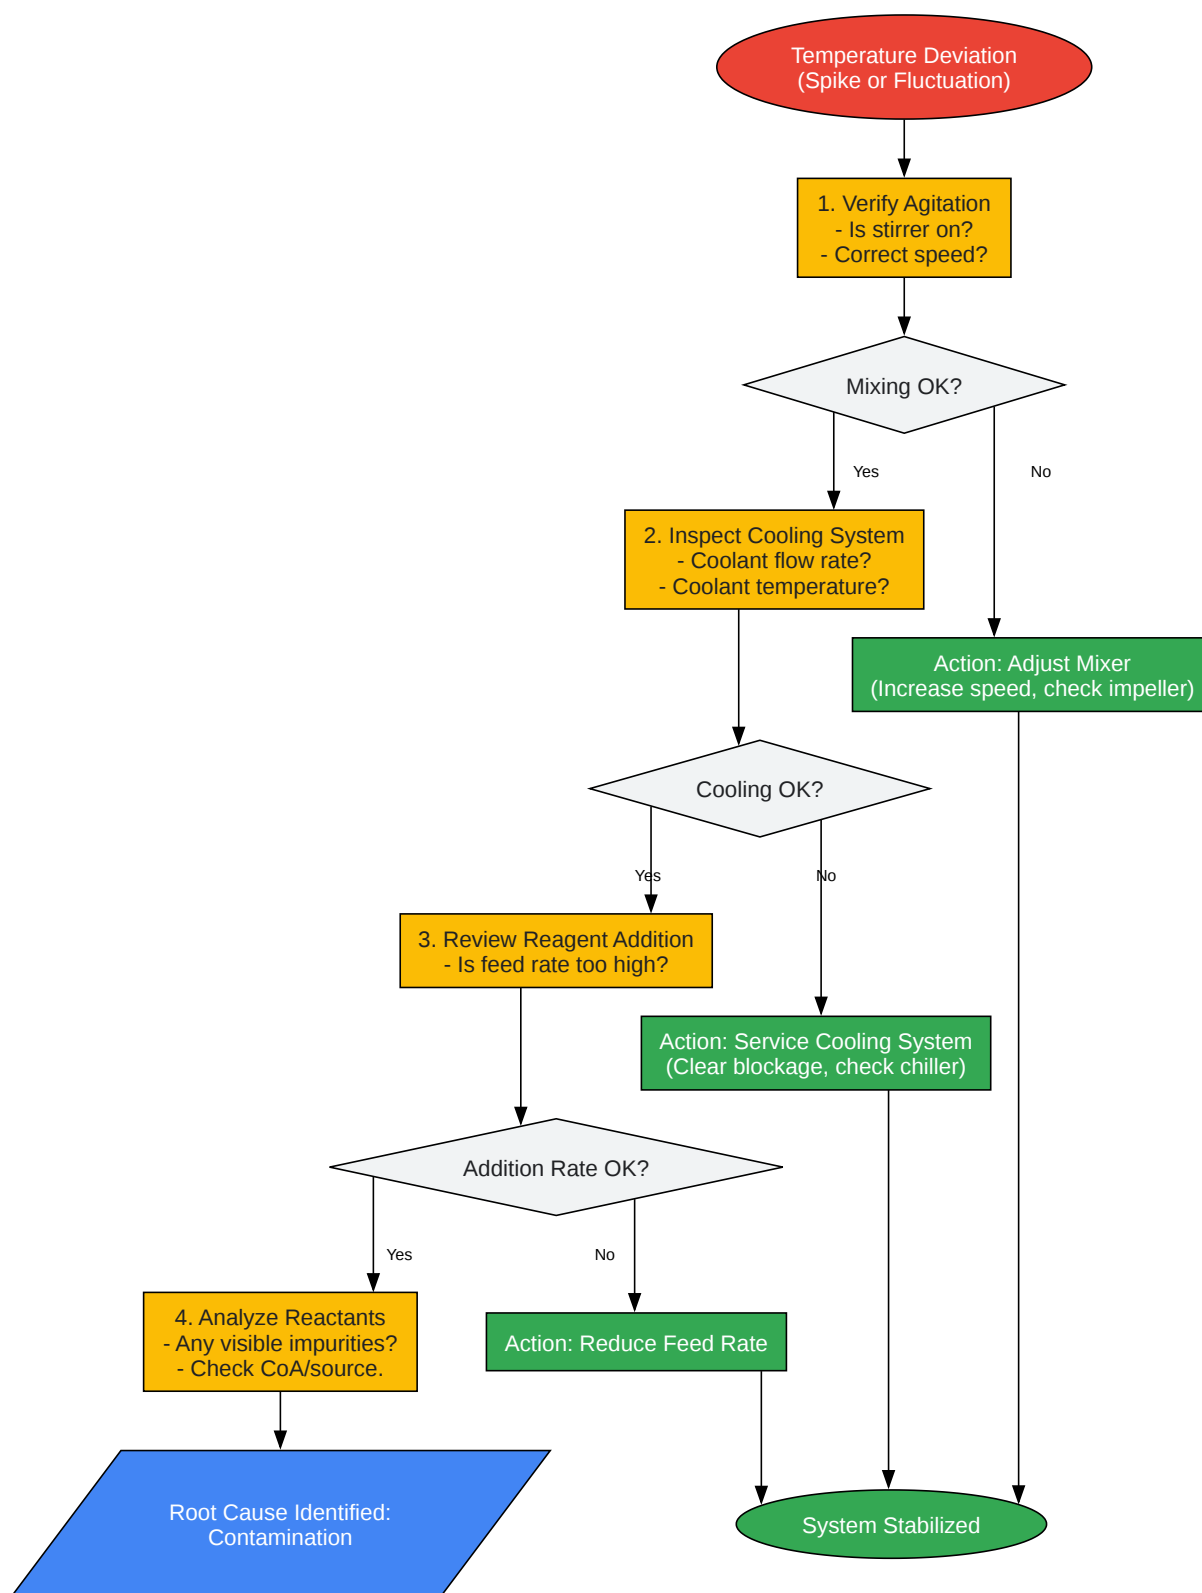 Temperature Deviation
(Spike or Fluctuation)
1. Verify Agitation
- Is stirrer on?
- Correct speed?
Mixing OK?
Yes
No
2. Inspect Cooling System
- Coolant flow rate?
- Coolant temperature?
Action: Adjust Mixer
(Increase speed, check impeller)
Cooling OK?
Yes
No
3. Review Reagent Addition
- Is feed rate too high?
Action: Service Cooling System
(Clear blockage, check chiller)
Addition Rate OK?
Yes
No
4. Analyze Reactants
- Any visible impurities?
- Check CoA/source.
Action: Reduce Feed Rate
Root Cause Identified:
Contamination
System Stabilized